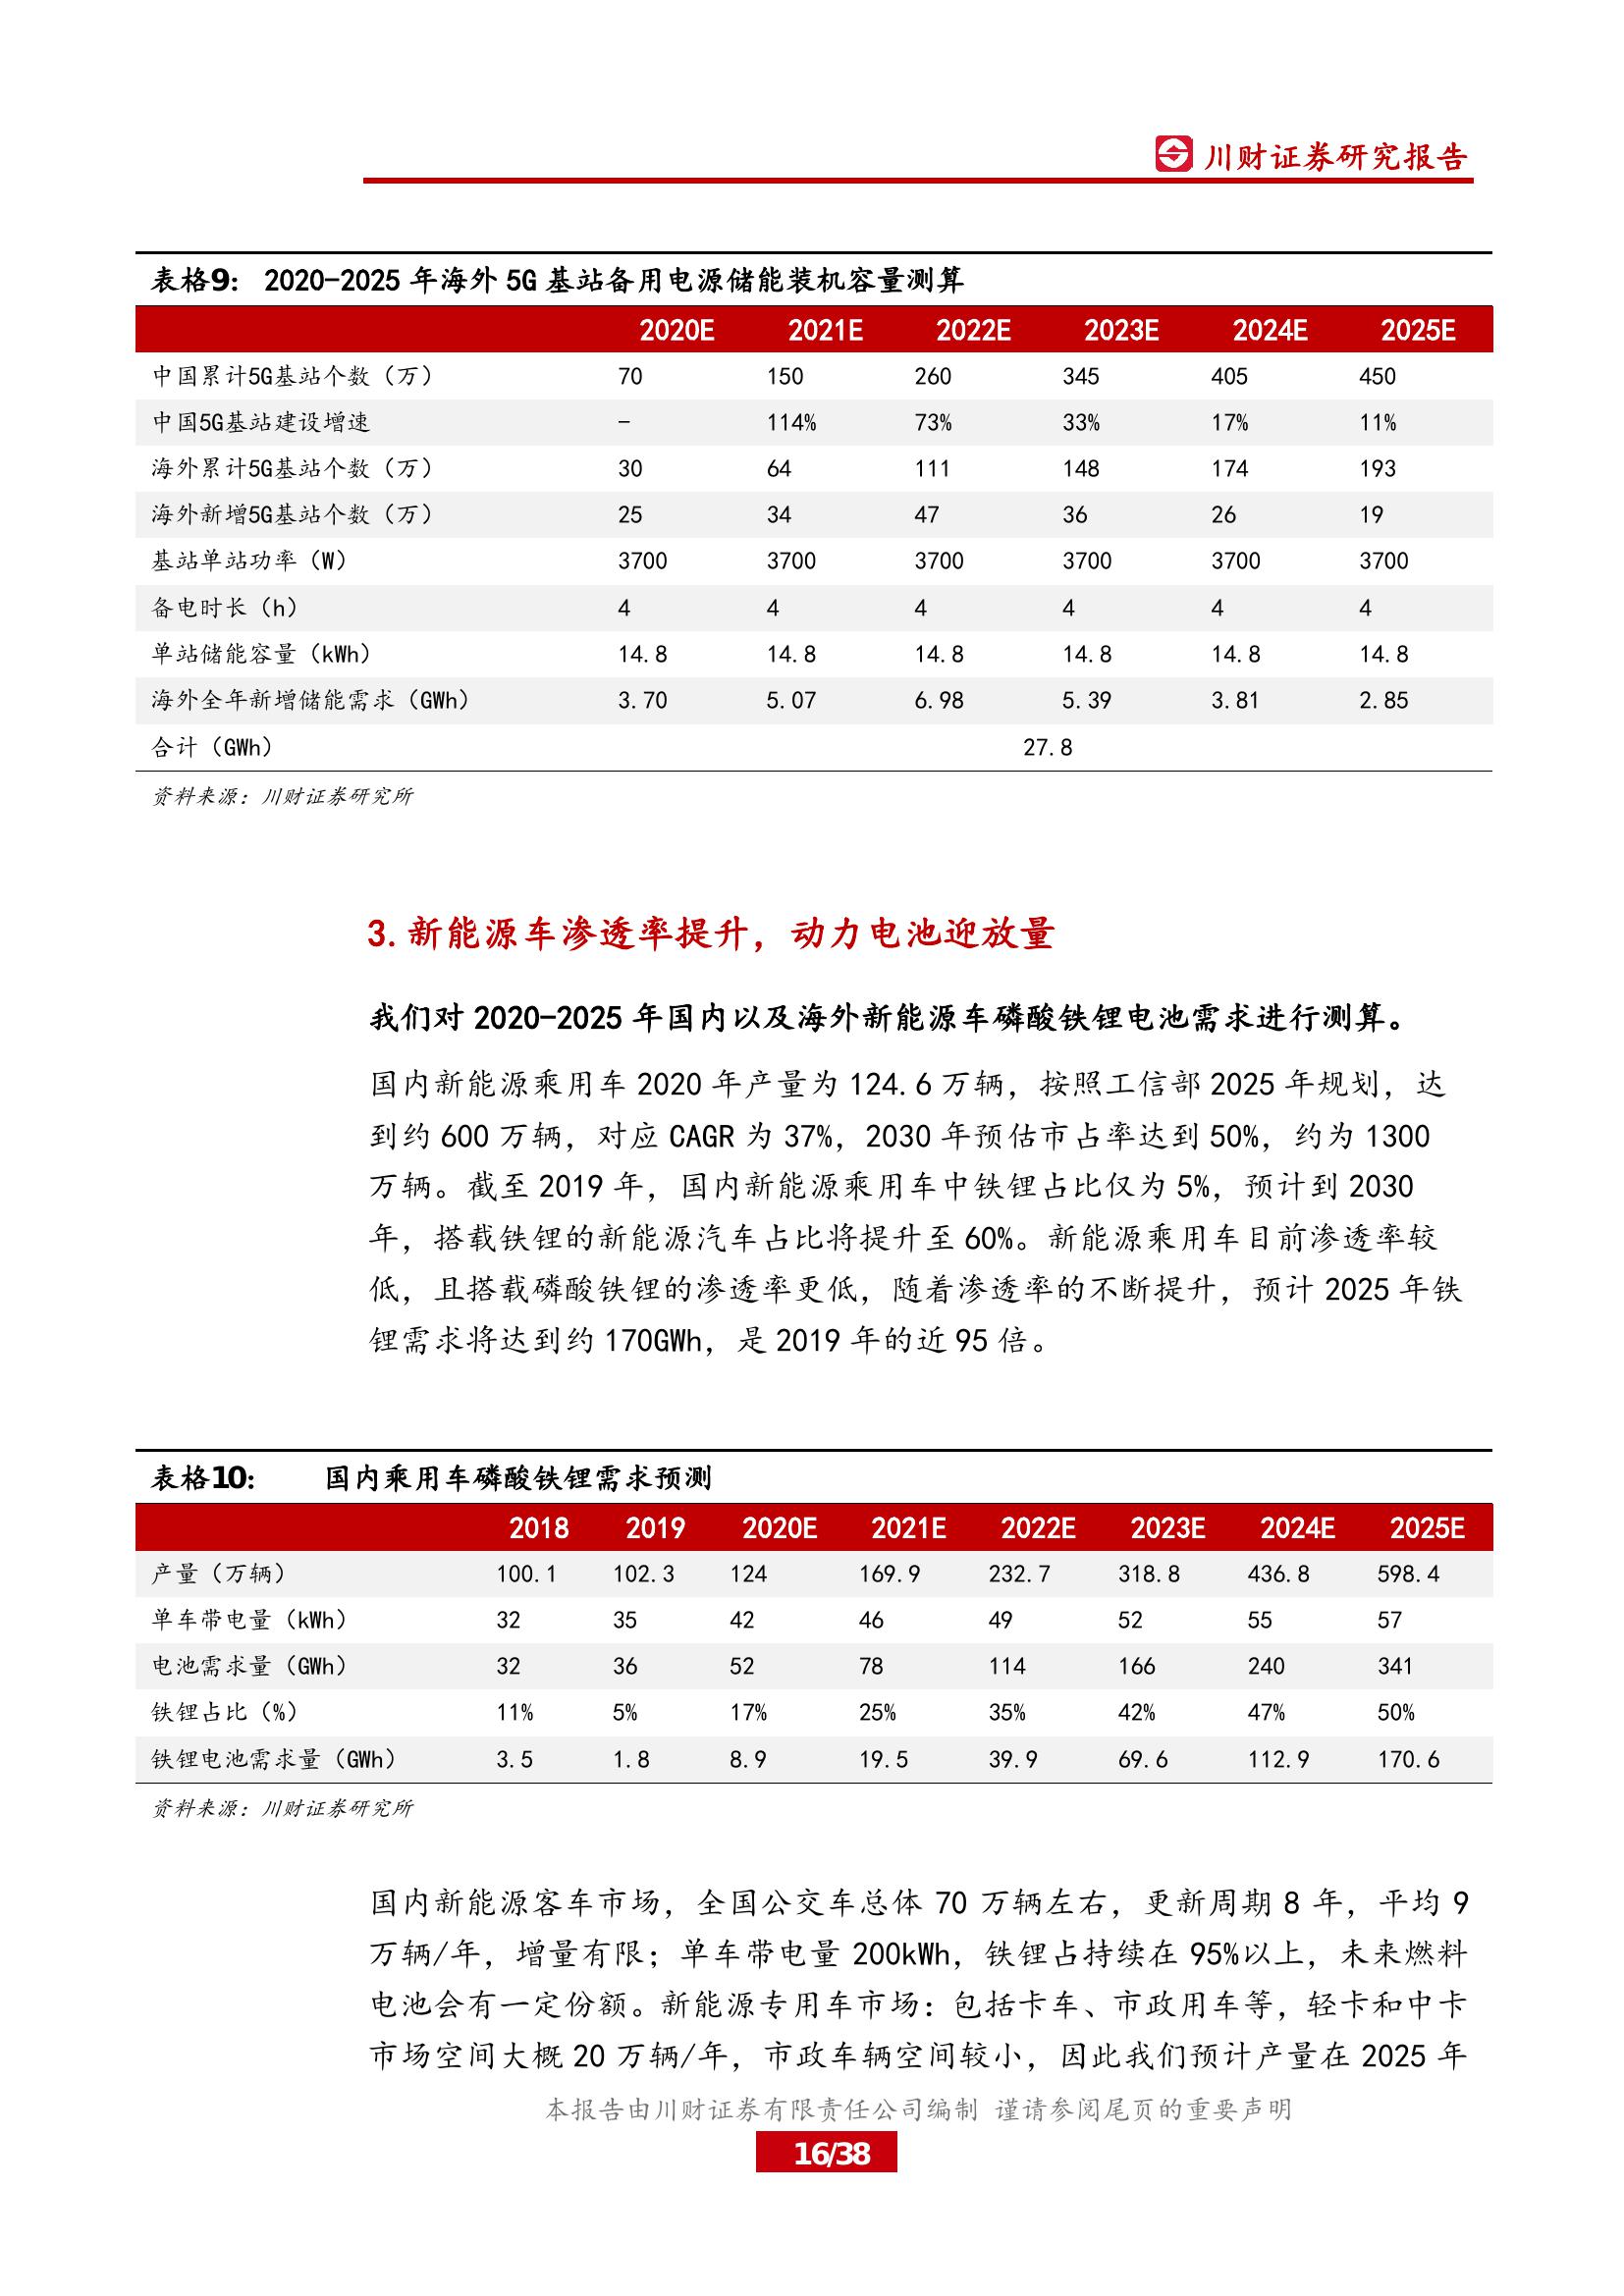 川财证券研究报告
表格9: 2020-2025 年海外 5G 基站备用电源储能装机容量测算
2020E 2021E 2022E 2023E 2024E 2025E
中国累计5G基站个数（万） 70 150 260 345 405 450
中国5G基站建设增速 - 114% 73% 33% 17% 11%
海外累计5G基站个数（万） 30 64 111 148 174 193
海外新增5G基站个数（万） 25 34 47 36 26 19
基站单站功率（W） 3700 3700 3700 3700 3700 3700
备电时长（h） 4 4 4 4 4 4
单站储能容量（kWh） 14.8 14.8 14.8 14.8 14.8 14.8
海外全年新增储能需求（GWh） 3.70 5.07 6.98 5.39 3.81 2.85
合计（GWh） 27.8
资料来源：川财证券研究所
3.新能源车渗透率提升，动力电池迎放量
我们对 2020-2025 年国内以及海外新能源车磷酸铁锂电池需求进行测算。
国内新能源乘用车 2020 年产量为 124.6 万辆，按照工信部 2025 年规划，达
到约 600 万辆，对应 CAGR 为 37%，2030 年预估市占率达到 50%，约为 1300
万辆。截至 2019 年，国内新能源乘用车中铁锂占比仅为 5%，预计到 2030
年，搭载铁锂的新能源汽车占比将提升至 60%。新能源乘用车目前渗透率较
低，且搭载磷酸铁锂的渗透率更低，随着渗透率的不断提升，预计 2025 年铁
锂需求将达到约 170GWh，是 2019 年的近 95 倍。
表格10: 国内乘用车磷酸铁锂需求预测
2018 2019 2020E 2021E 2022E 2023E 2024E 2025E
产量（万辆） 100.1 102.3 124 169.9 232.7 318.8 436.8 598.4
单车带电量（kWh） 32 35 42 46 49 52 55 57
电池需求量（GWh） 32 36 52 78 114 166 240 341
铁锂占比（%） 11% 5% 17% 25% 35% 42% 47% 50%
铁锂电池需求量（GWh） 3.5 1.8 8.9 19.5 39.9 69.6 112.9 170.6
资料来源：川财证券研究所
国内新能源客车市场，全国公交车总体 70 万辆左右，更新周期 8 年，平均 9
万辆/年，增量有限；单车带电量 200kWh，铁锂占持续在 95%以上，未来燃料
电池会有一定份额。新能源专用车市场：包括卡车、市政用车等，轻卡和中卡
市场空间大概 20 万辆/年，市政车辆空间较小，因此我们预计产量在 2025 年
本报告由川财证券有限责任公司编制 谨请参阅尾页的重要声明
16/38